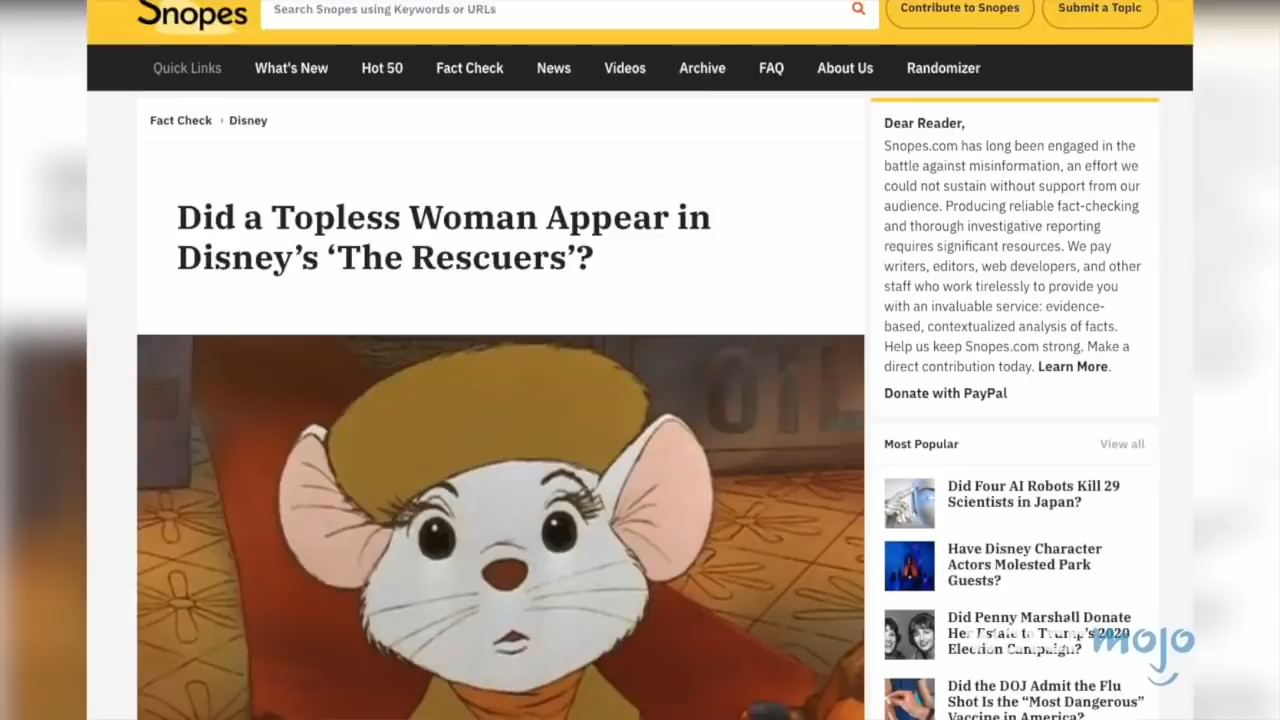 Snopes
Search Snopes using Keywords or URLs
Contribute to Snopes
Submit a Topic
Quick Links
What's New
Hot 50
Fact Check
News
Videos
Archive
FAQ
About Us
Randomizer
Fact Check › Disney
Did a Topless Woman Appear in
Disney’s ‘The Rescuers’?
OIL
Dear Reader,
Snopes.com has long been engaged in the
battle against misinformation, an effort we
could not sustain without support from our
audience. Producing reliable fact-checking
and thorough investigative reporting
requires significant resources. We pay
writers, editors, web developers, and other
staff who work tirelessly to provide you
with an invaluable service: evidence-
based, contextualized analysis of facts.
Help us keep Snopes.com strong. Make a
direct contribution today. Learn More.
Donate with PayPal
Most Popular
View all
Did Four AI Robots Kill 29
Scientists in Japan?
Have Disney Character
Actors Molested Park
Guests?
Did Penny Marshall Donate
Her Estate to Trump's 2020
Election Campaign?
mojo
Did the DOJ Admit the Flu
Shot Is the “Most Dangerous”
Vaccine in America?